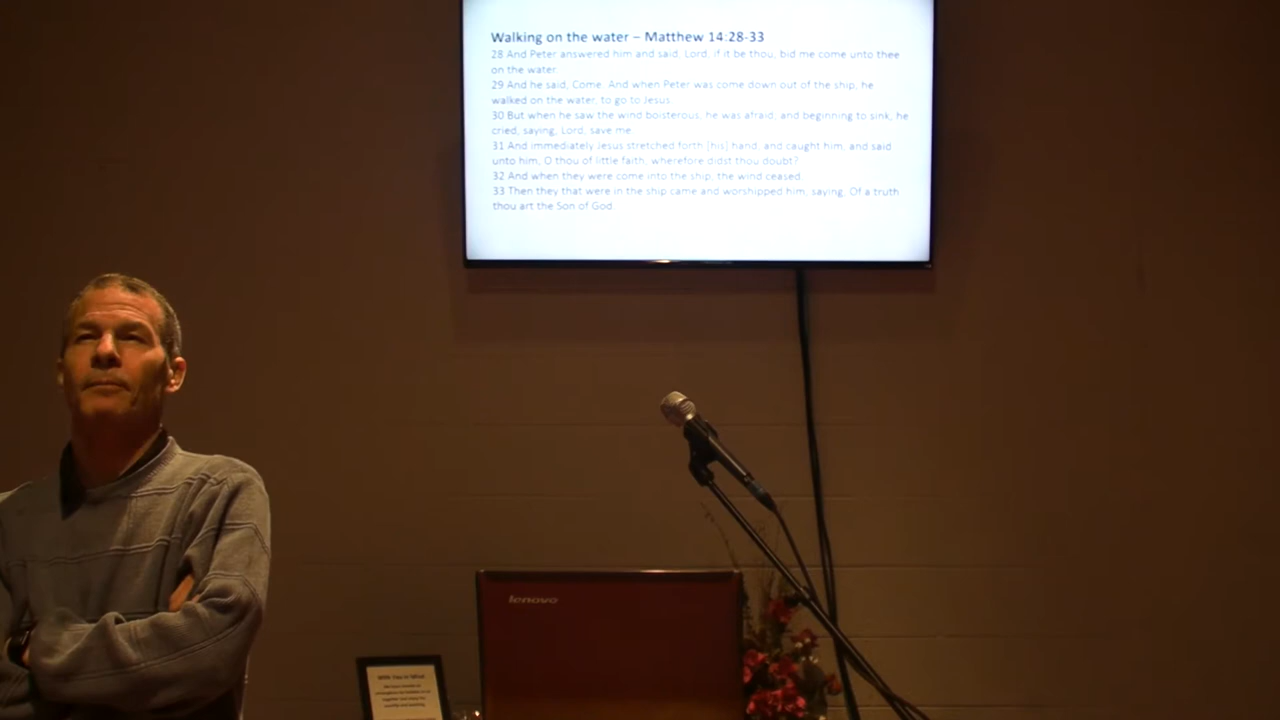 Walking on the water – Matthew 14:28-33
28 And Peter answered him and said, Lord, if it be thou, bid me come unto thee
on the water.
29 And he said, Come. And when Peter was come down out of the ship, he
walked on the water, to go to Jesus.
30 But when he saw the wind boisterous, he was afraid; and beginning to sink, he
cried, saying, Lord, save me.
31 And immediately Jesus stretched forth [his] hand, and caught him, and said
unto him, O thou of little faith, wherefore didst thou doubt?
32 And when they were come into the ship, the wind ceased.
33 Then they that were in the ship came and worshipped him, saying, Of a truth
thou art the Son of God.
lenovo
With You in Mind